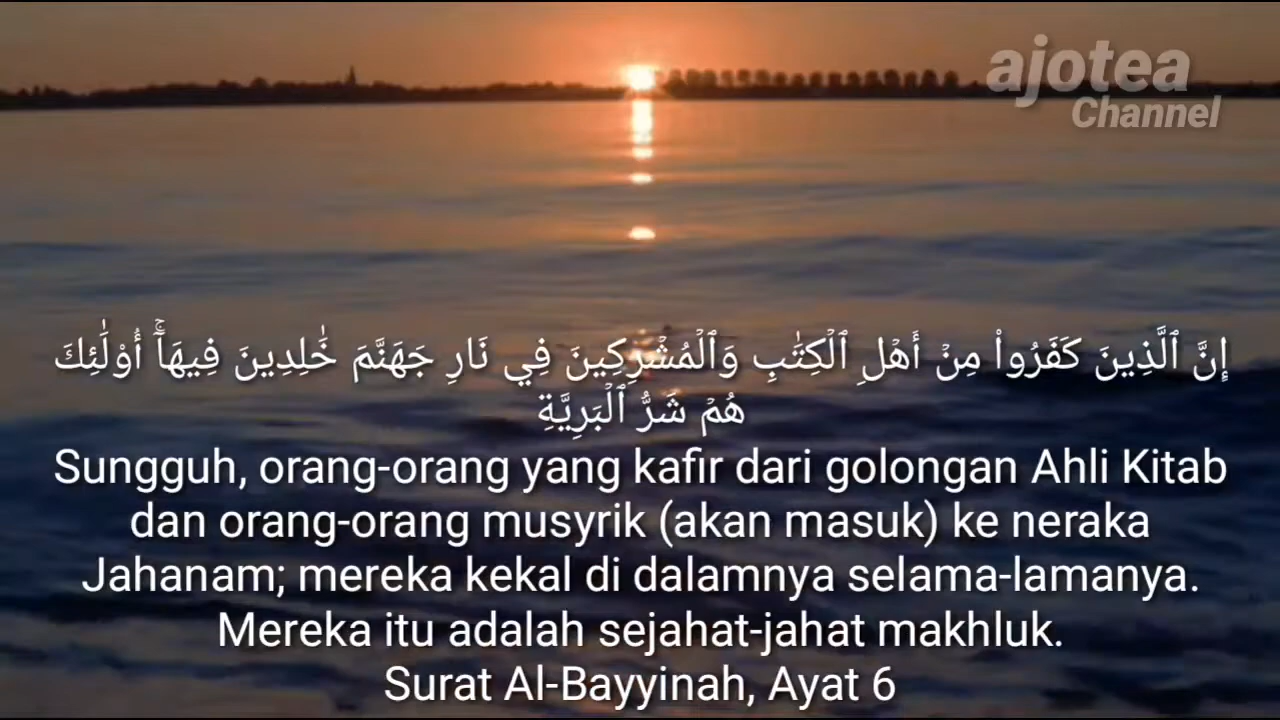 ajotea
Channel
إِنَّ ٱلَّذِينَ كَفَرُواْ مِنۡ أَهۡلِ ٱلۡكِتَٰبِ وَٱلۡمُشۡرِكِينَ فِي نَارِ جَهَنَّمَ خَٰلِدِينَ فِيهَآۚ أُوْلَٰٓئِكَ
هُمۡ شَرُّ ٱلۡبَرِيَّةِ
Sungguh, orang-orang yang kafir dari golongan Ahli Kitab
dan orang-orang musyrik (akan masuk) ke neraka
Jahanam; mereka kekal di dalamnya selama-lamanya.
Mereka itu adalah sejahat-jahat makhluk.
Surat Al-Bayyinah, Ayat 6